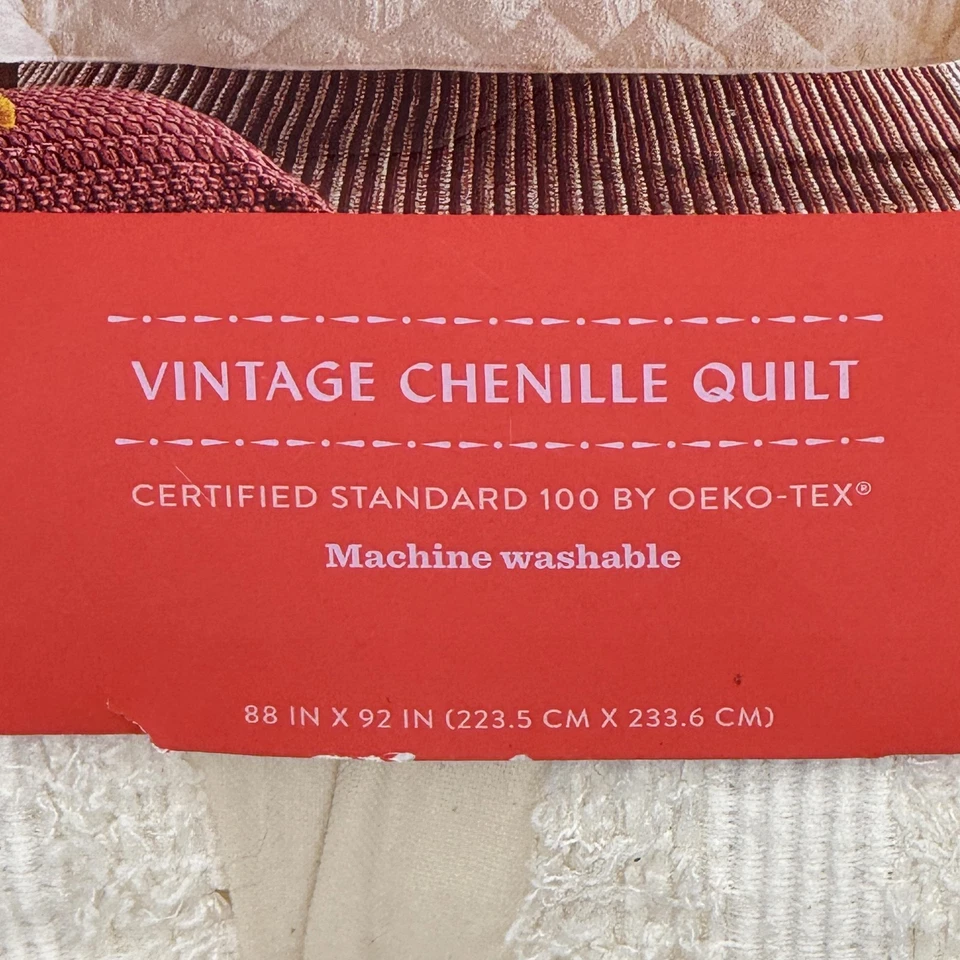 VINTAGE CHENILLE QUILT
CERTIFIED STANDARD 100 BY OEKO-TEX®
Machine washable
88 IN X 92 IN (223.5 CM X 233.6 CM)